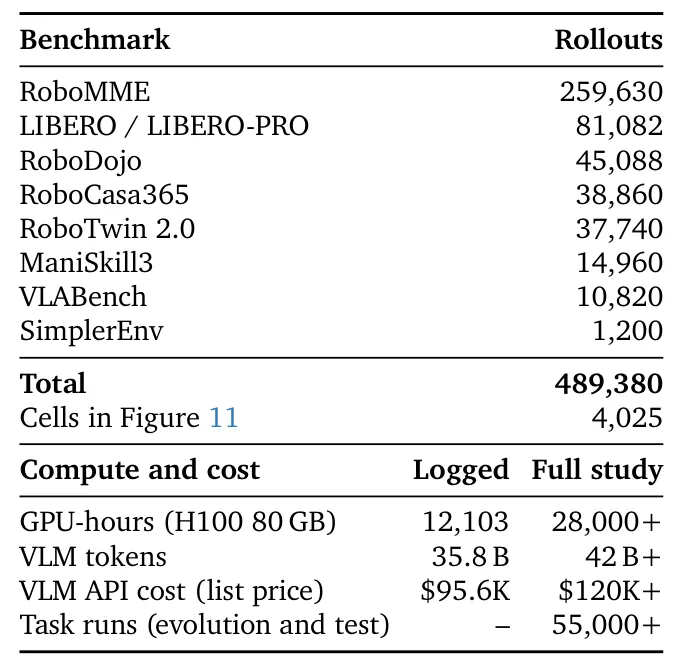 Benchmark Rollouts
RoboMME 259,630
LIBERO / LIBERO-PRO 81,082
RoboDojo 45,088
RoboCasa365 38,860
RoboTwin 2.0 37,740
ManiSkill3 14,960
VLABench 10,820
SimplerEnv 1,200
Total 489,380
Cells in Figure 11 4,025
Compute and cost Logged Full study
GPU-hours (H100 80 GB) 12,103 28,000+
VLM tokens 35.8 B 42 B+
VLM API cost (list price) $95.6K $120K+
Task runs (evolution and test) – 55,000+